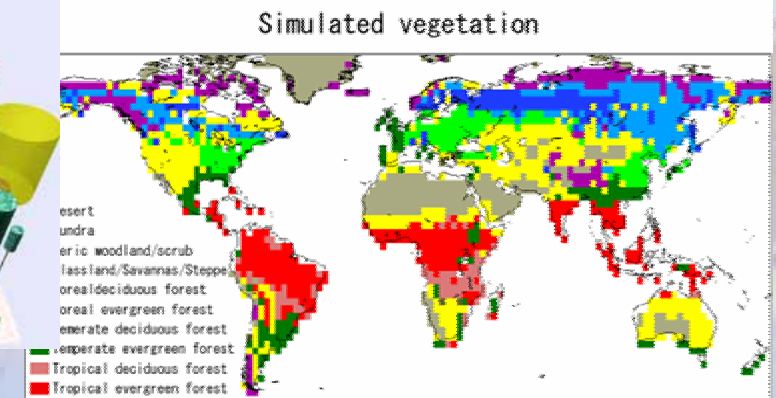 Simulated vegetation
esert
undra
eric woodland/scrub
lassland/Savannas/Steppe
orealdeciduous forest
oreal evergreen forest
emerate deciduous forest
emperate evergreen forest
Tropical deciduous forest
Tropical evergreen forest